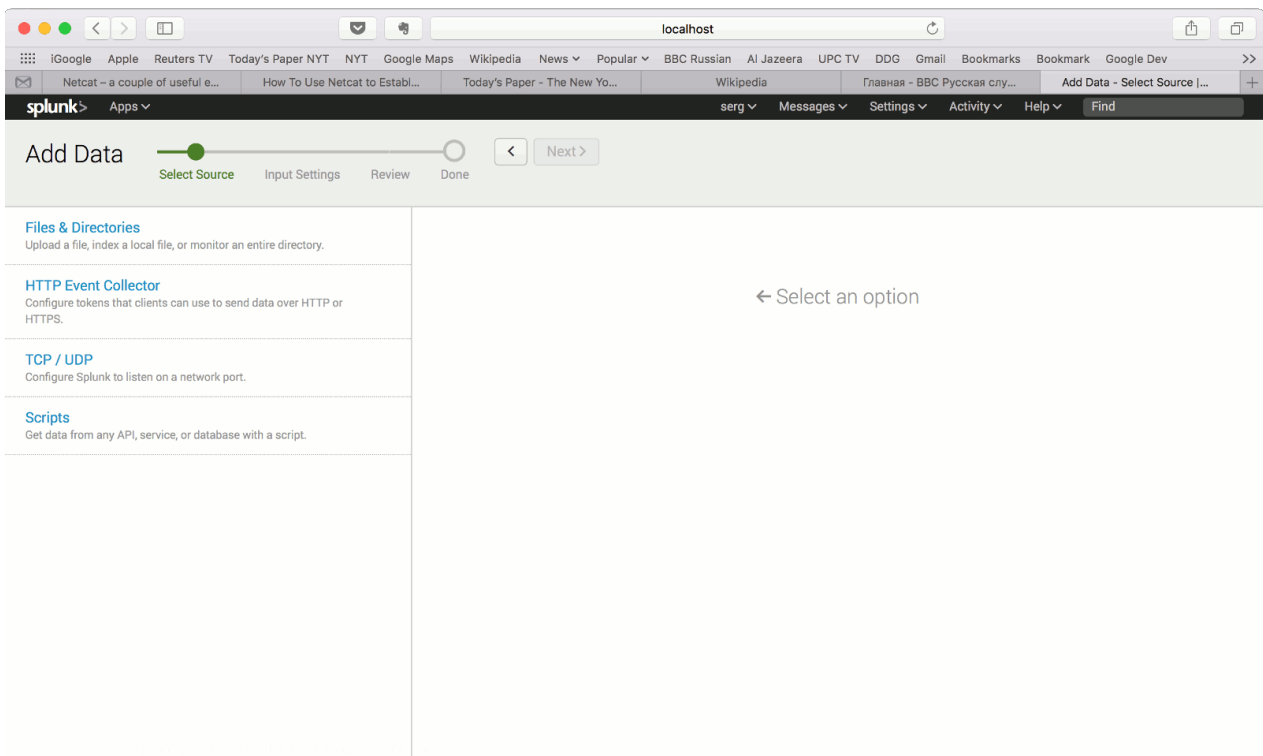 localhost
iGoogle Apple Reuters TV Today's Paper NYT NYT Google Maps Wikipedia News Popular BBC Russian Al Jazeera UPC TV DDG Gmail Bookmarks Bookmark Google Dev >>
Netcat – a couple of useful e... How To Use Netcat to Establ... Today's Paper - The New Yo... Wikipedia Главная - BBC Русская слу... Add Data - Select Source |... +
splunk> Apps serg Messages Settings Activity Help Find
Add Data < Next >
Select Source Input Settings Review Done
Files & Directories
Upload a file, index a local file, or monitor an entire directory.
HTTP Event Collector
Configure tokens that clients can use to send data over HTTP or
HTTPS.
← Select an option
TCP / UDP
Configure Splunk to listen on a network port.
Scripts
Get data from any API, service, or database with a script.